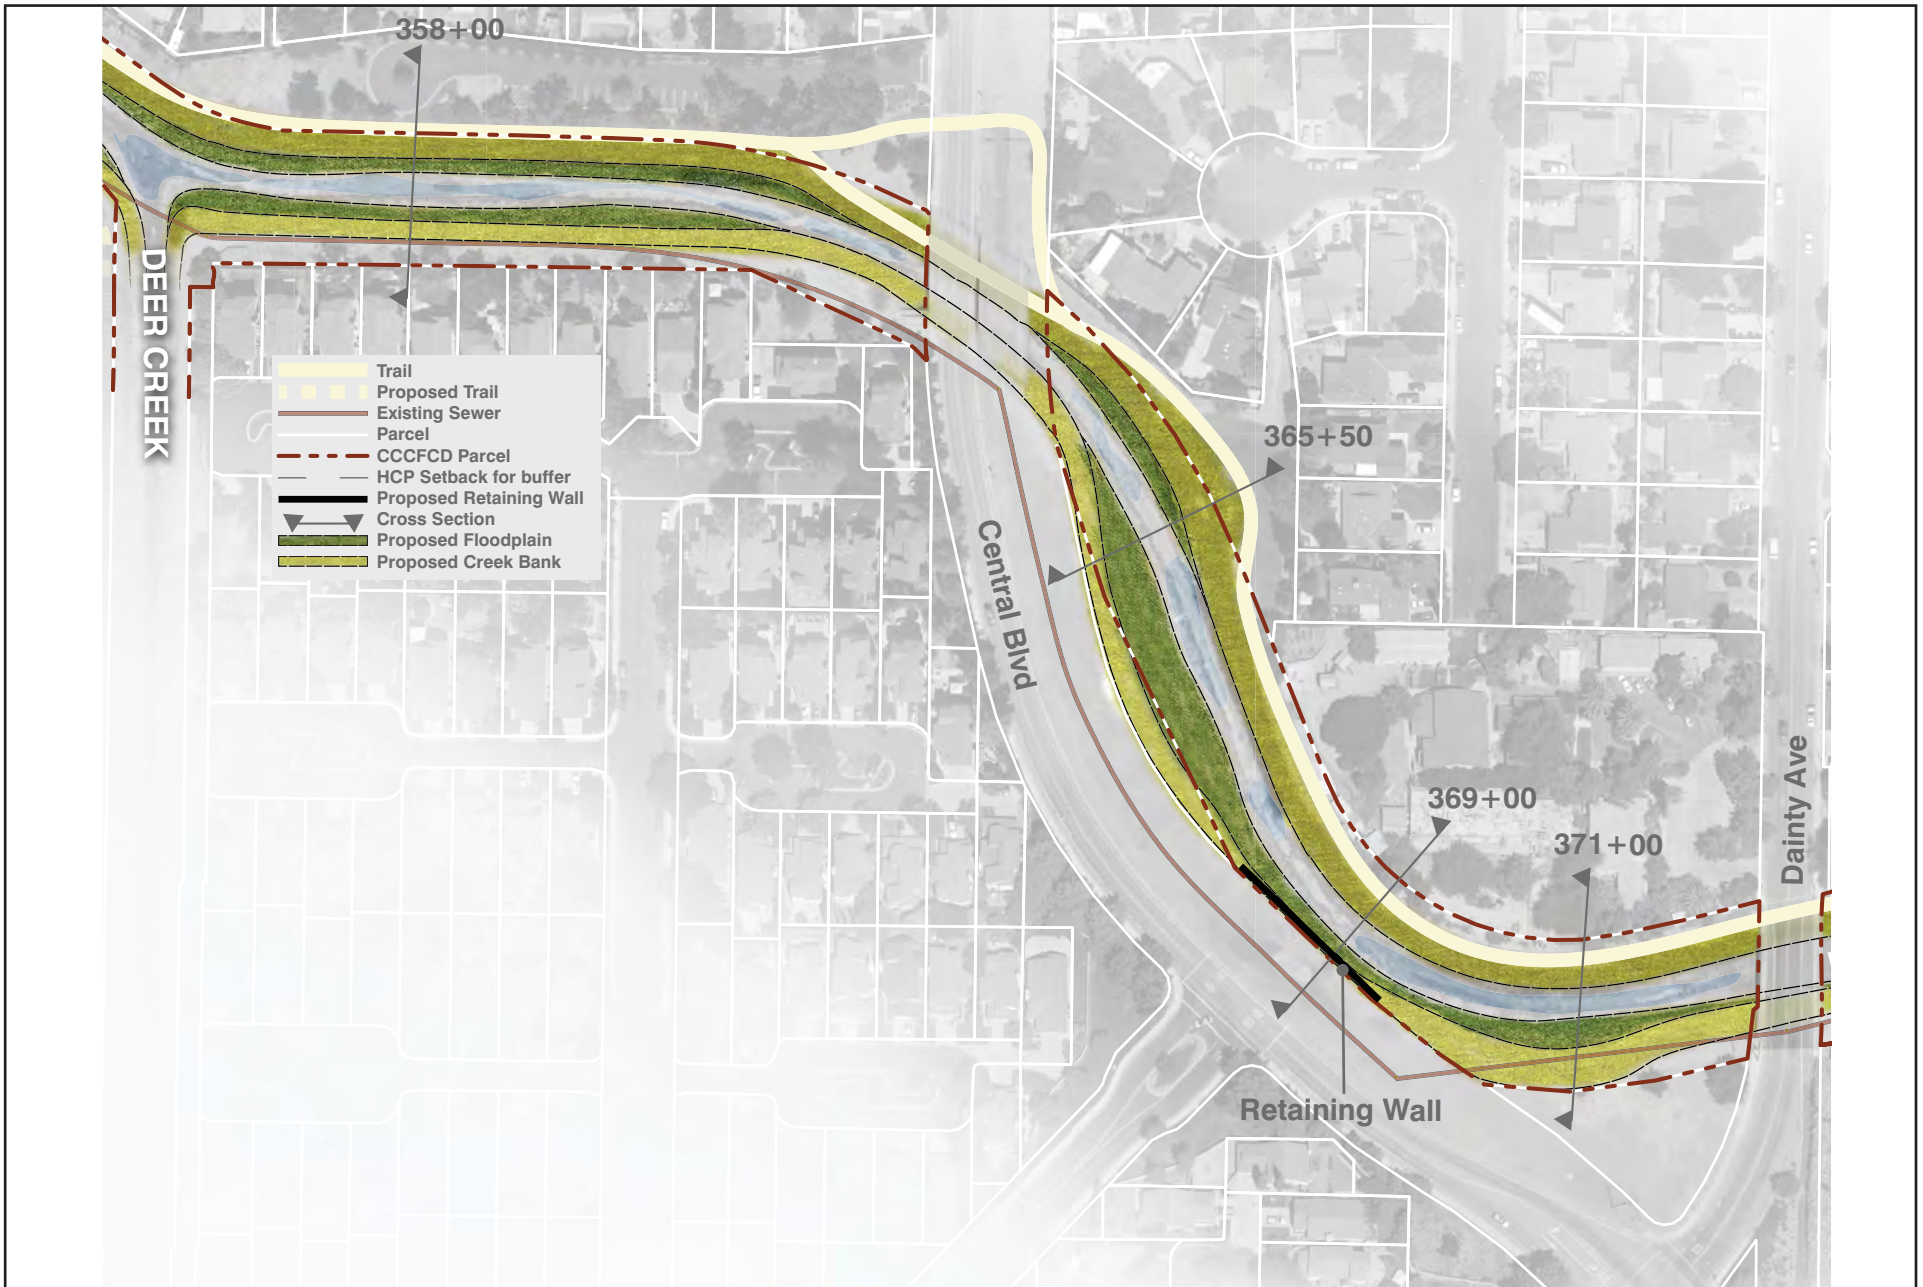 358+00
DEER CREEK
Trail
Proposed Trail
Existing Sewer
Parcel
CCCFCD Parcel
HCP Setback for buffer
Proposed Retaining Wall
Cross Section
Proposed Floodplain
Proposed Creek Bank
365+50
Central Blvd
369+00
371+00
Dainty Ave
Retaining Wall